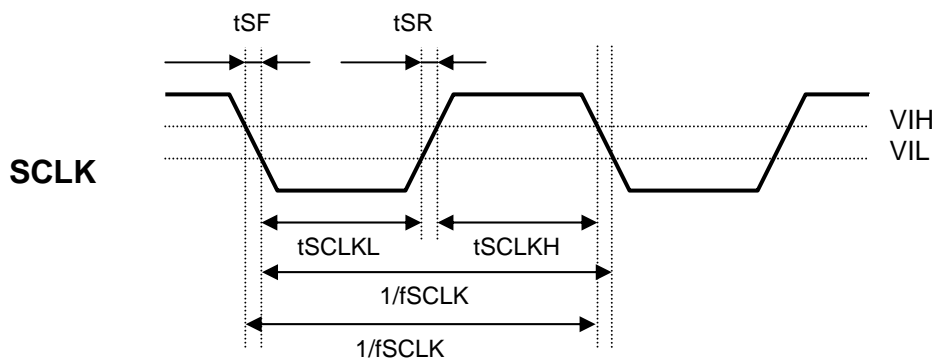 tSF
tSR
VIH
VIL
SCLK
tSCLKL
tSCLKH
1/fSCLK
1/fSCLK